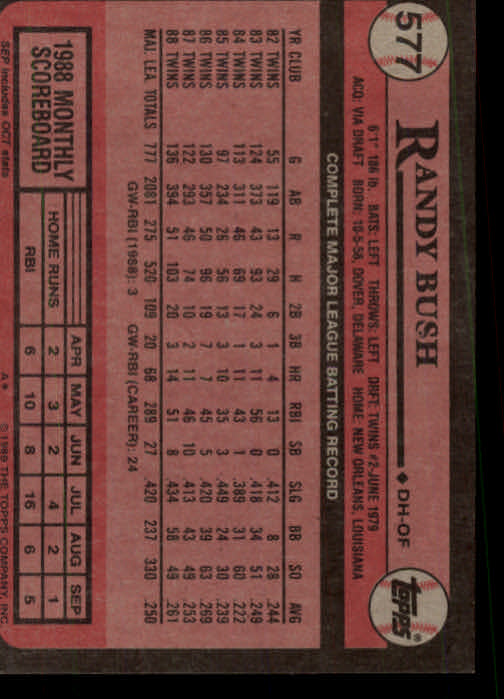 577
RANDY BUSH ◆ DH-OF
TOPPS
6'1" 186 lb. BATS: LEFT THROWS: LEFT DRFT: TWINS #2-JUNE 1979
ACQ: VIA DRAFT BORN: 10-5-58, DOVER, DELAWARE HOME: NEW ORLEANS, LOUISIANA
COMPLETE MAJOR LEAGUE BATTING RECORD
YR CLUB G AB R H 2B 3B HR RBI SB SLG BB SO AVG
82 TWINS 55 119 13 29 6 1 4 13 0 .412 8 28 .244
83 TWINS 124 373 43 93 24 3 11 56 0 .418 34 51 .249
84 TWINS 113 311 46 69 17 1 11 43 1 .389 31 60 .222
85 TWINS 97 234 26 56 13 3 10 35 3 .449 24 30 .239
86 TWINS 130 357 50 96 19 7 7 45 5 .420 39 63 .269
87 TWINS 122 293 46 74 10 2 11 46 10 .413 43 49 .253
88 TWINS 136 394 51 103 20 3 14 51 8 .434 58 49 .261
MAJ. LEA. TOTALS 777 2081 275 520 109 20 68 289 27 .420 237 330 .250
GW-RBI (1988): 3 GW-RBI (CAREER): 24
1988 MONTHLY
SCOREBOARD
APR MAY JUN JUL AUG SEP
HOME RUNS 2 3 2 4 2 1
RBI 6 10 8 16 6 5
SEP includes OCT stats
A* © 1989 THE TOPPS COMPANY, INC.